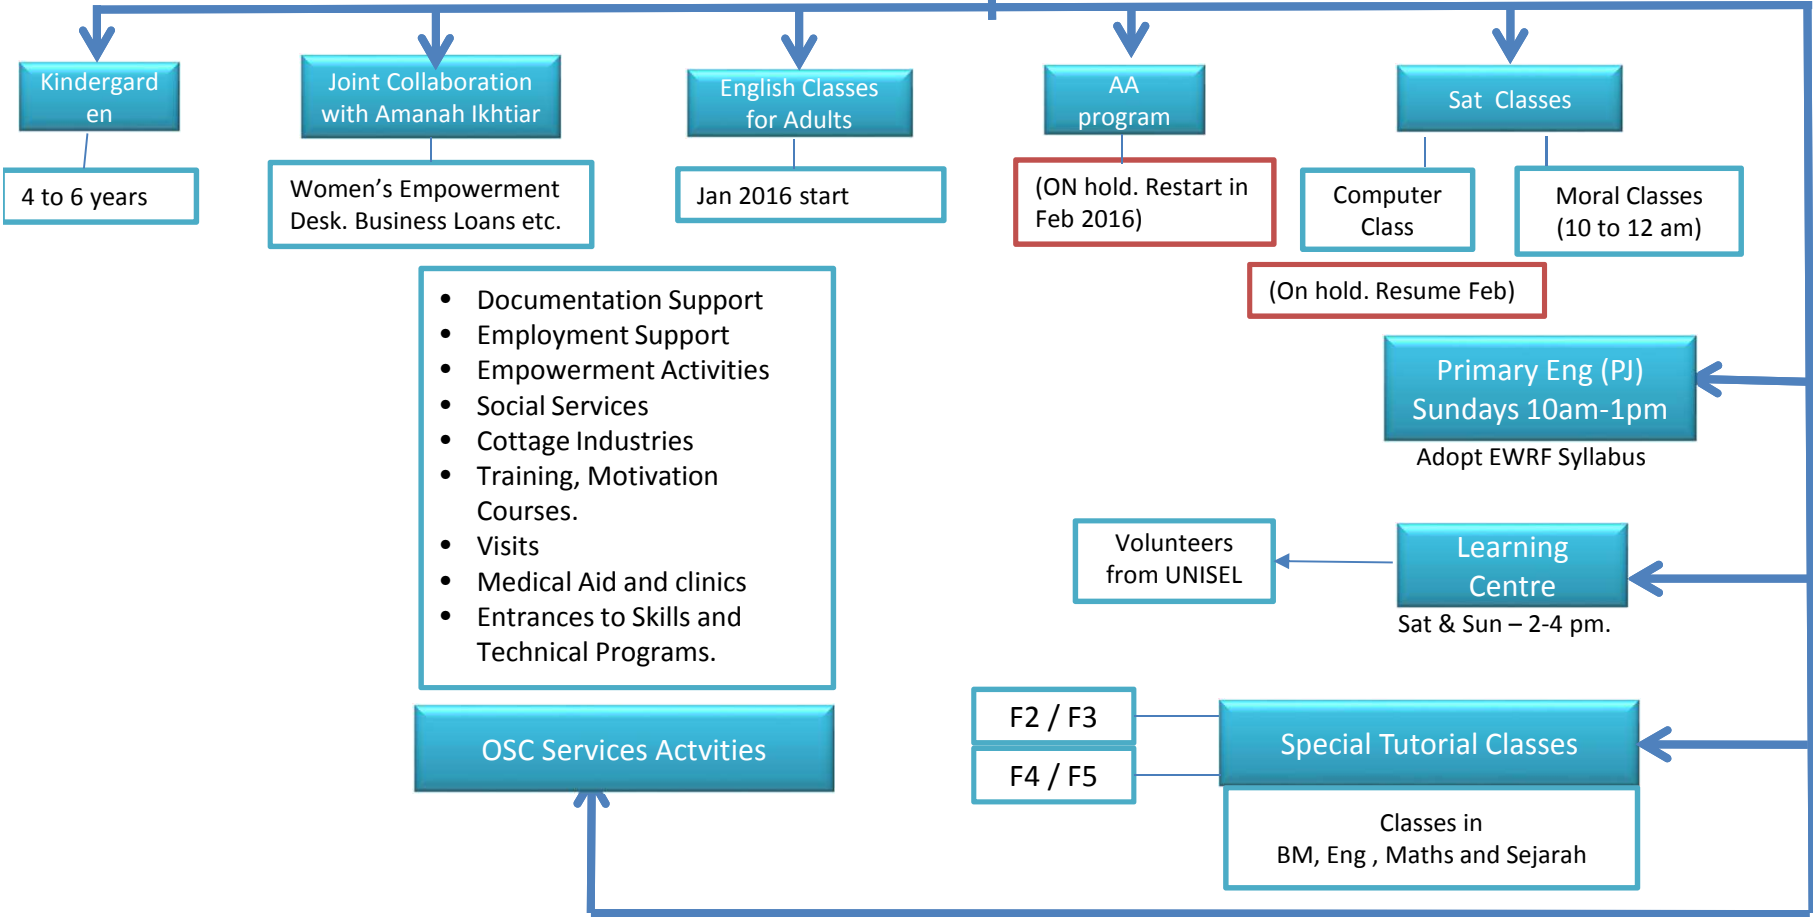 Kindergard
en
Joint Collaboration
with Amanah Ikhtiar
English Classes
for Adults
AA
program
Sat Classes
4 to 6 years
Women’s Empowerment
Desk. Business Loans etc.
Jan 2016 start
(ON hold. Restart in
Feb 2016)
Computer
Class
Moral Classes
(10 to 12 am)
(On hold. Resume Feb)
• Documentation Support
• Employment Support
• Empowerment Activities
• Social Services
• Cottage Industries
• Training, Motivation
Courses.
• Visits
• Medical Aid and clinics
• Entrances to Skills and
Technical Programs.
OSC Services Actvities
Primary Eng (PJ)
Sundays 10am-1pm
Adopt EWRF Syllabus
Volunteers
from UNISEL
Learning
Centre
Sat & Sun – 2-4 pm.
F2 / F3
F4 / F5
Special Tutorial Classes
Classes in
BM, Eng , Maths and Sejarah